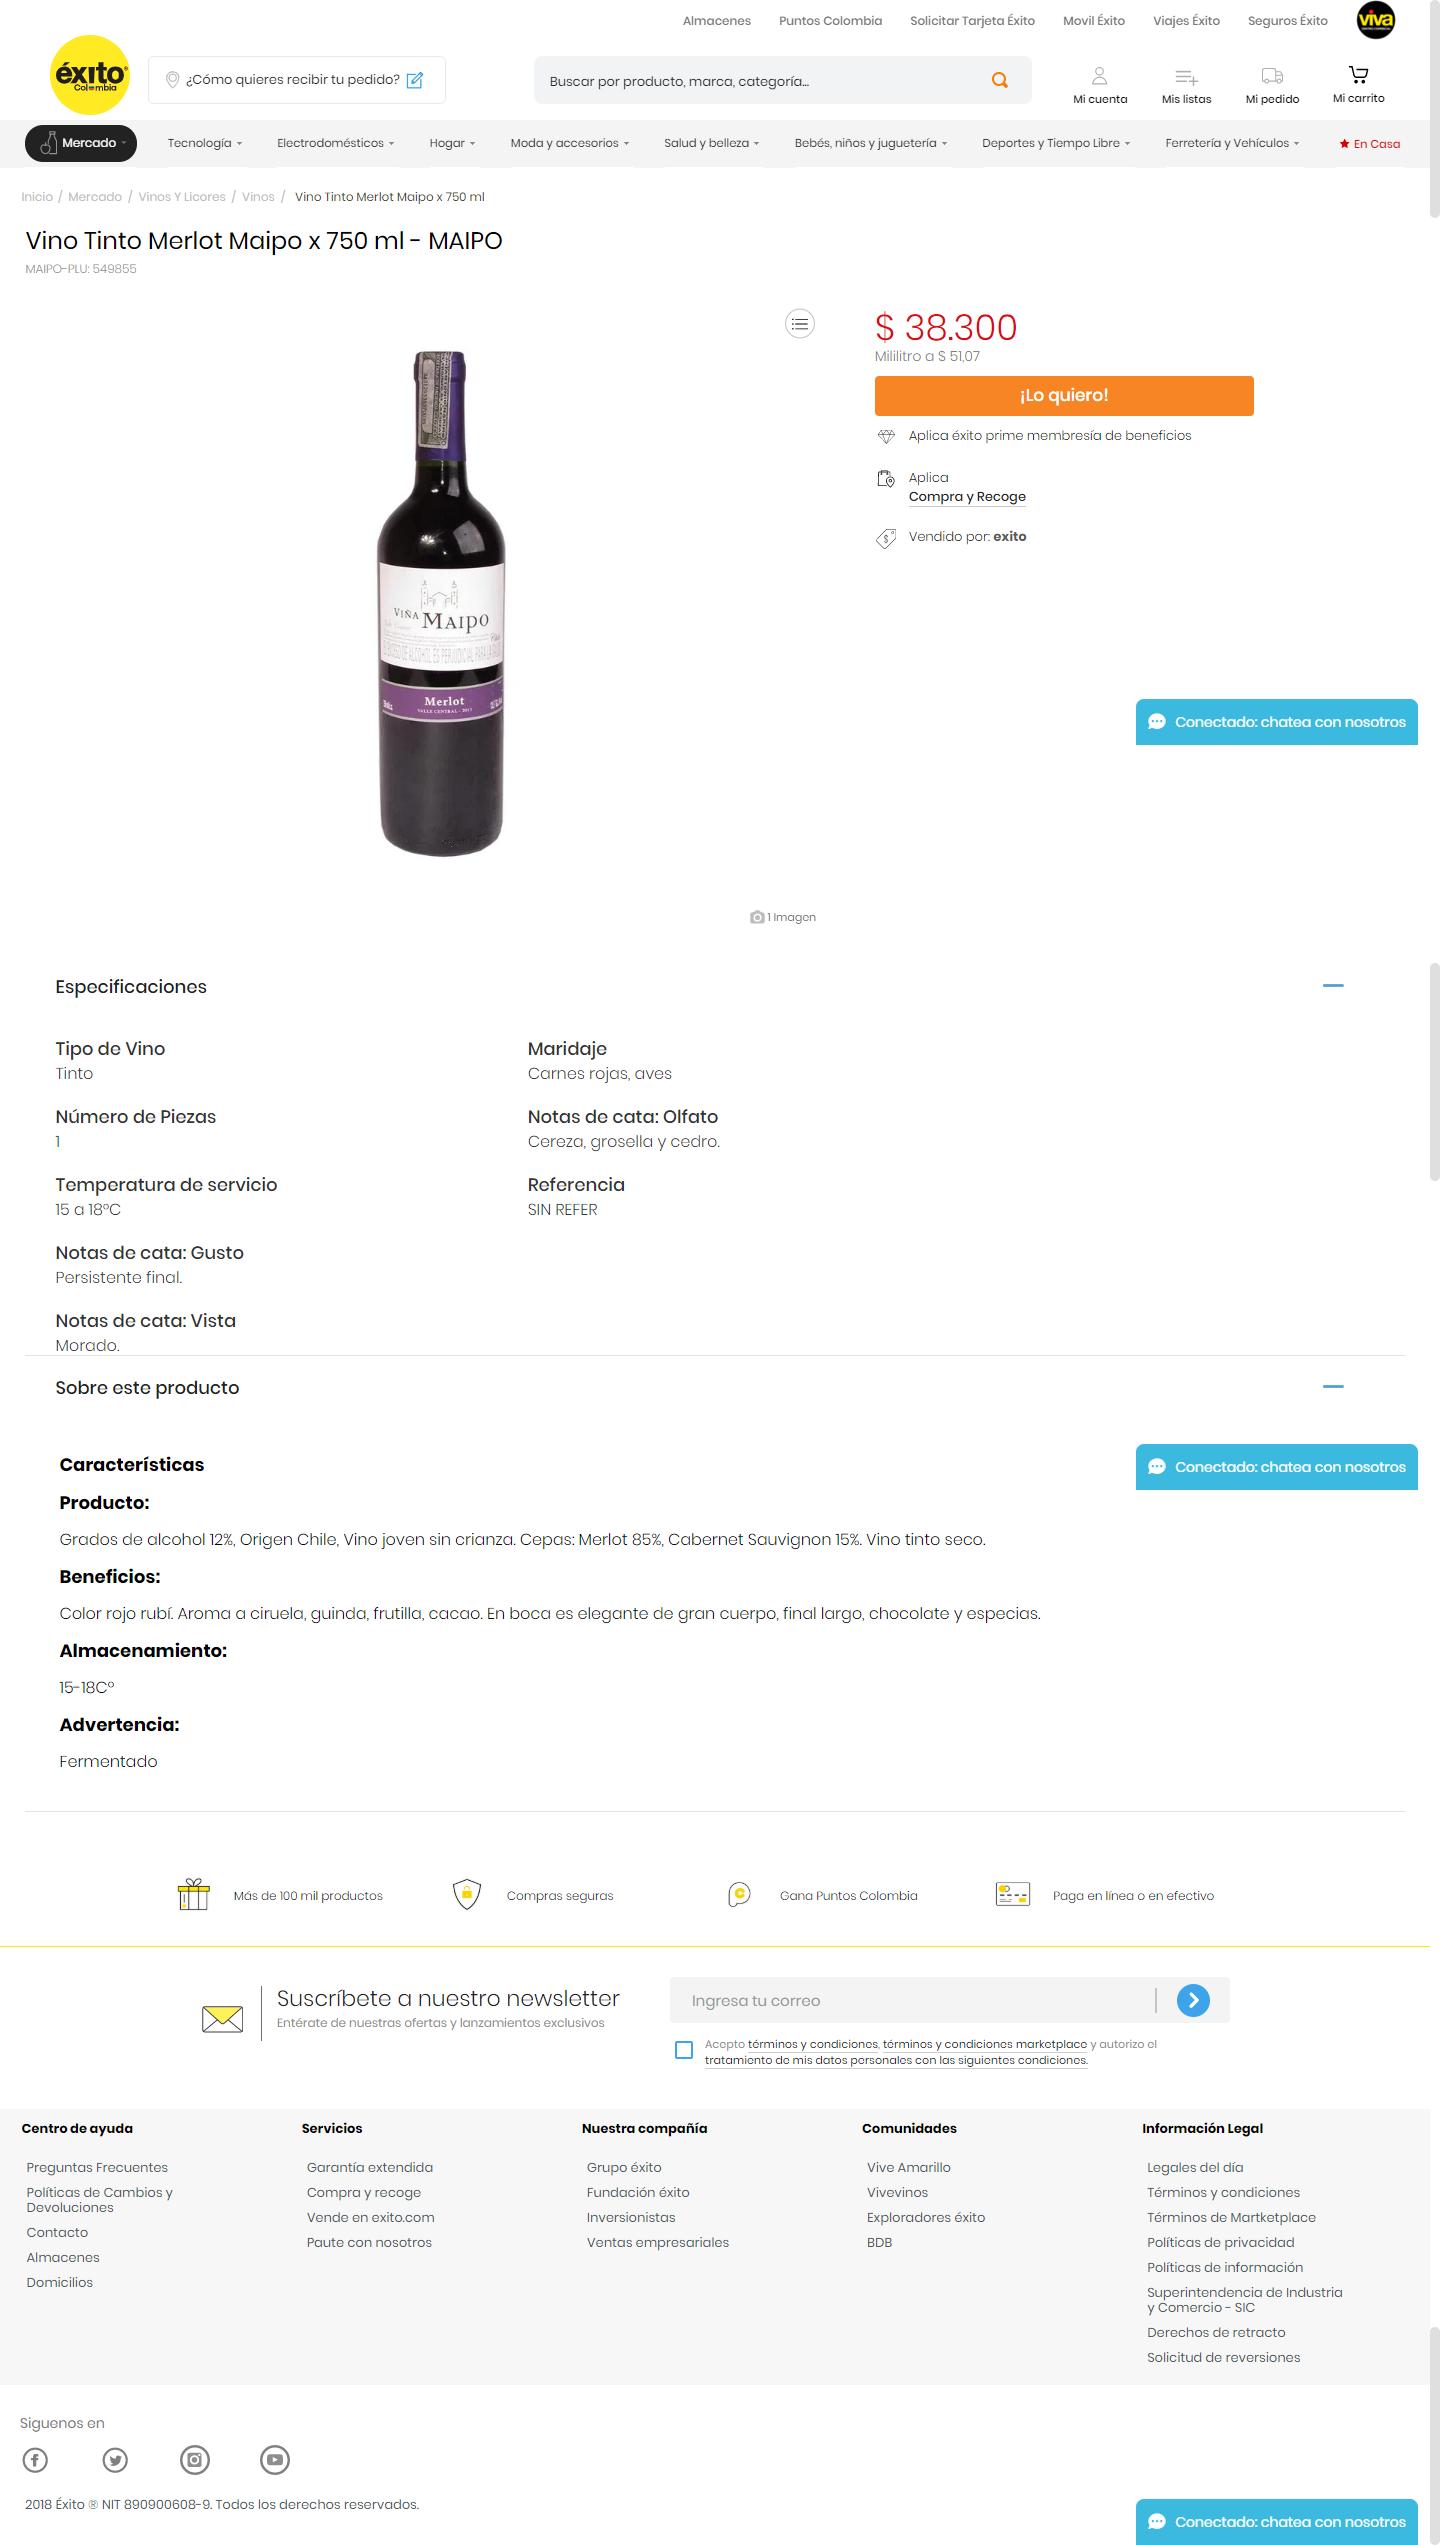 Almacenes Puntos Colombia Solicitar Tarjeta Éxito Movil Éxito Viajes Éxito Seguros Éxito viva
éxito
Colombia
¿Cómo quieres recibir tu pedido?
Buscar por producto, marca, categoría...
Mi cuenta Mis listas Mi pedido Mi carrito
Mercado Tecnología Electrodomésticos Hogar Moda y accesorios Salud y belleza Bebés, niños y juguetería Deportes y Tiempo Libre Ferretería y Vehículos En Casa
Inicio / Mercado / Vinos Y Licores / Vinos / Vino Tinto Merlot Maipo x 750 ml
Vino Tinto Merlot Maipo x 750 ml - MAIPO
MAIPO-PLU: 549855
$ 38.300
Mililitro a $ 51,07
¡Lo quiero!
Aplica éxito prime membresía de beneficios
Aplica
Compra y Recoge
Vendido por: exito
VIÑA MAIPO
Chile
EL EXCESO DE ALCOHOL ES PERJUDICIAL PARA LA SALUD
Merlot
VALLE CENTRAL - 2017
Conectado: chatea con nosotros
1 Imagen
Especificaciones
Tipo de Vino
Tinto
Maridaje
Carnes rojas, aves
Número de Piezas
1
Notas de cata: Olfato
Cereza, grosella y cedro.
Temperatura de servicio
15 a 18°C
Referencia
SIN REFER
Notas de cata: Gusto
Persistente final.
Notas de cata: Vista
Morado.
Sobre este producto
Características
Conectado: chatea con nosotros
Producto:
Grados de alcohol 12%, Origen Chile, Vino joven sin crianza. Cepas: Merlot 85%, Cabernet Sauvignon 15%. Vino tinto seco.
Beneficios:
Color rojo rubí. Aroma a ciruela, guinda, frutilla, cacao. En boca es elegante de gran cuerpo, final largo, chocolate y especias.
Almacenamiento:
15-18C°
Advertencia:
Fermentado
Más de 100 mil productos Compras seguras Gana Puntos Colombia Paga en línea o en efectivo
Suscríbete a nuestro newsletter
Entérate de nuestras ofertas y lanzamientos exclusivos
Ingresa tu correo
Acepto términos y condiciones, términos y condiciones marketplace y autorizo el
tratamiento de mis datos personales con las siguientes condiciones.
Centro de ayuda
Preguntas Frecuentes
Políticas de Cambios y
Devoluciones
Contacto
Almacenes
Domicilios
Servicios
Garantía extendida
Compra y recoge
Vende en exito.com
Paute con nosotros
Nuestra compañía
Grupo éxito
Fundación éxito
Inversionistas
Ventas empresariales
Comunidades
Vive Amarillo
Vivevinos
Exploradores éxito
BDB
Información Legal
Legales del día
Términos y condiciones
Términos de Martketplace
Políticas de privacidad
Políticas de información
Superintendencia de Industria
y Comercio - SIC
Derechos de retracto
Solicitud de reversiones
Siguenos en
2018 Éxito ® NIT 890900608-9. Todos los derechos reservados.
Conectado: chatea con nosotros